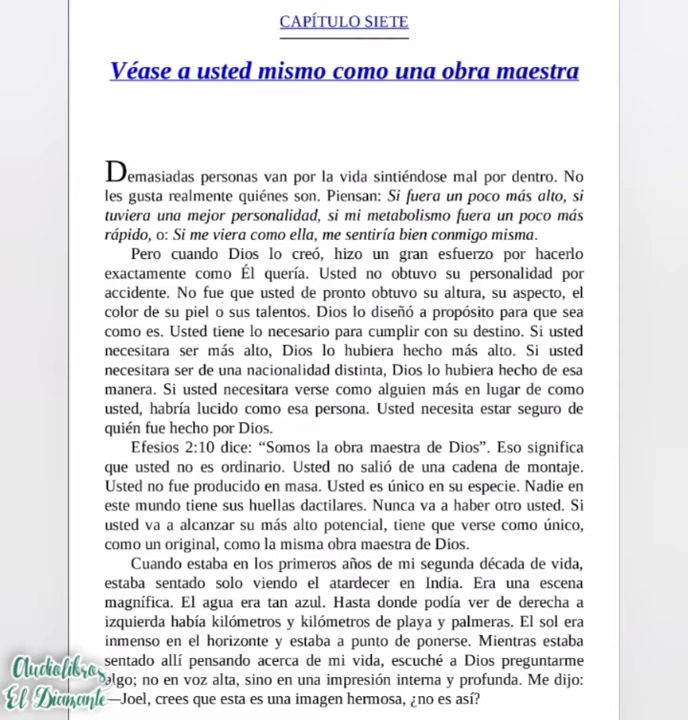 CAPÍTULO SIETE
Véase a usted mismo como una obra maestra
Demasiadas personas van por la vida sintiéndose mal por dentro. No
les gusta realmente quiénes son. Piensan: Si fuera un poco más alto, si
tuviera una mejor personalidad, si mi metabolismo fuera un poco más
rápido, o: Si me viera como ella, me sentiría bien conmigo misma.
Pero cuando Dios lo creó, hizo un gran esfuerzo por hacerlo
exactamente como Él quería. Usted no obtuvo su personalidad por
accidente. No fue que usted de pronto obtuvo su altura, su aspecto, el
color de su piel o sus talentos. Dios lo diseñó a propósito para que sea
como es. Usted tiene lo necesario para cumplir con su destino. Si usted
necesitara ser más alto, Dios lo hubiera hecho más alto. Si usted
necesitara ser de una nacionalidad distinta, Dios lo hubiera hecho de esa
manera. Si usted necesitara verse como alguien más en lugar de como
usted, habría lucido como esa persona. Usted necesita estar seguro de
quién fue hecho por Dios.
Efesios 2:10 dice: “Somos la obra maestra de Dios”. Eso significa
que usted no es ordinario. Usted no salió de una cadena de montaje.
Usted no fue producido en masa. Usted es único en su especie. Nadie en
este mundo tiene sus huellas dactilares. Nunca va a haber otro usted. Si
usted va a alcanzar su más alto potencial, tiene que verse como único,
como un original, como la misma obra maestra de Dios.
Cuando estaba en los primeros años de mi segunda década de vida,
estaba sentado solo viendo el atardecer en India. Era una escena
magnífica. El agua era tan azul. Hasta donde podía ver de derecha a
izquierda había kilómetros y kilómetros de playa y palmeras. El sol era
inmenso en el horizonte y estaba a punto de ponerse. Mientras estaba
sentado allí pensando acerca de mi vida, escuché a Dios preguntarme
algo; no en voz alta, sino en una impresión interna y profunda. Me dijo:
—Joel, crees que esta es una imagen hermosa, ¿no es así?
Audiolibros
El Diamante